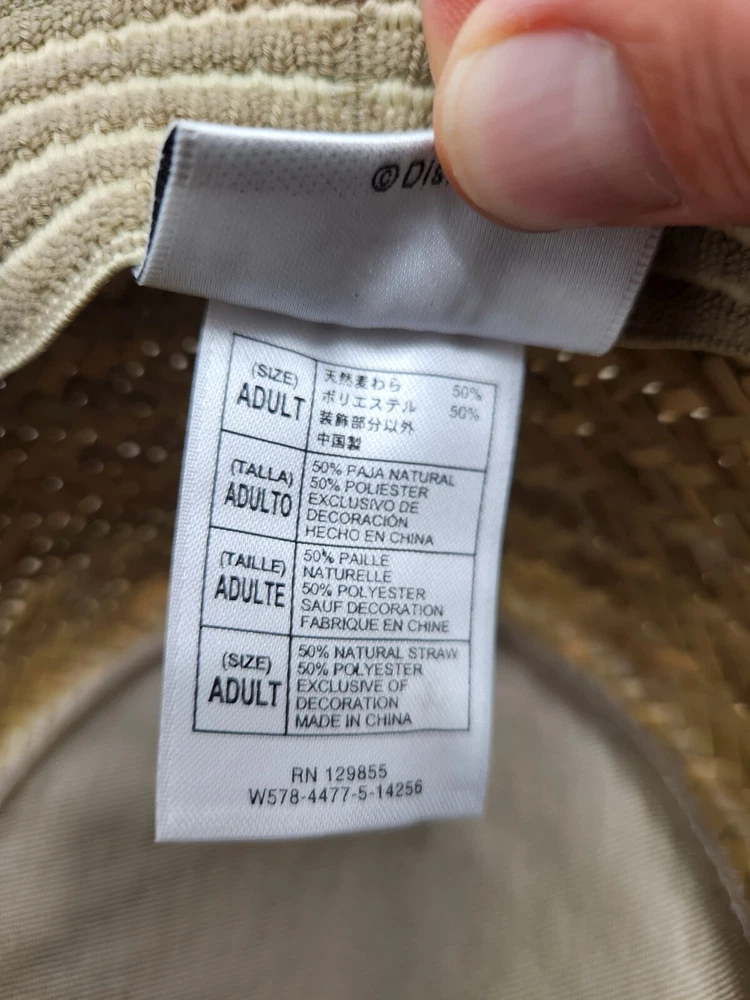 © Dis
(SIZE)
ADULT
天然麦わら 50%
ポリエステル 50%
装飾部分以外
中国製
(TALLA)
ADULTO
50% PAJA NATURAL
50% POLIESTER
EXCLUSIVO DE
DECORACIÓN
HECHO EN CHINA
(TAILLE)
ADULTE
50% PAILLE
NATURELLE
50% POLYESTER
SAUF DECORATION
FABRIQUE EN CHINE
(SIZE)
ADULT
50% NATURAL STRAW
50% POLYESTER
EXCLUSIVE OF
DECORATION
MADE IN CHINA
RN 129855
W578-4477-5-14256